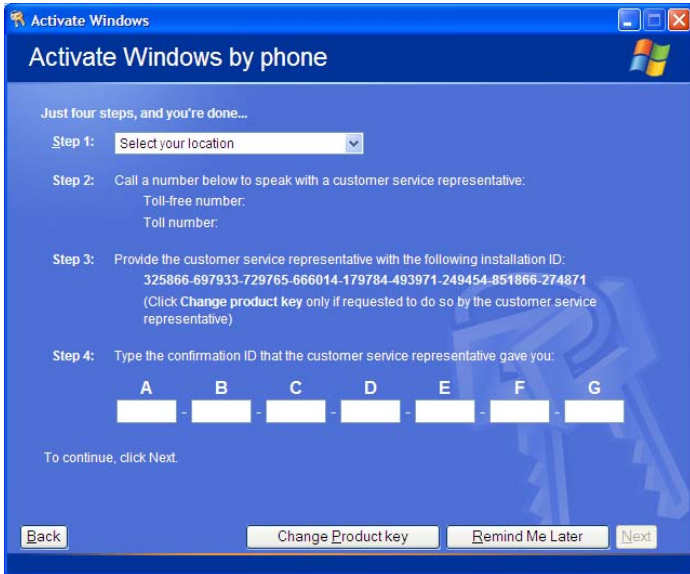 Activate Windows
Activate Windows by phone
Just four steps, and you're done...
Step 1: Select your location
Step 2: Call a number below to speak with a customer service representative:
Toll-free number:
Toll number:
Step 3: Provide the customer service representative with the following installation ID:
325866-697933-729765-666014-179784-493971-249454-851866-274871
(Click Change product key only if requested to do so by the customer service
representative)
Step 4: Type the confirmation ID that the customer service representative gave you:
A B C D E F G
- - - - - -
To continue, click Next.
Back Change Product key Remind Me Later Next